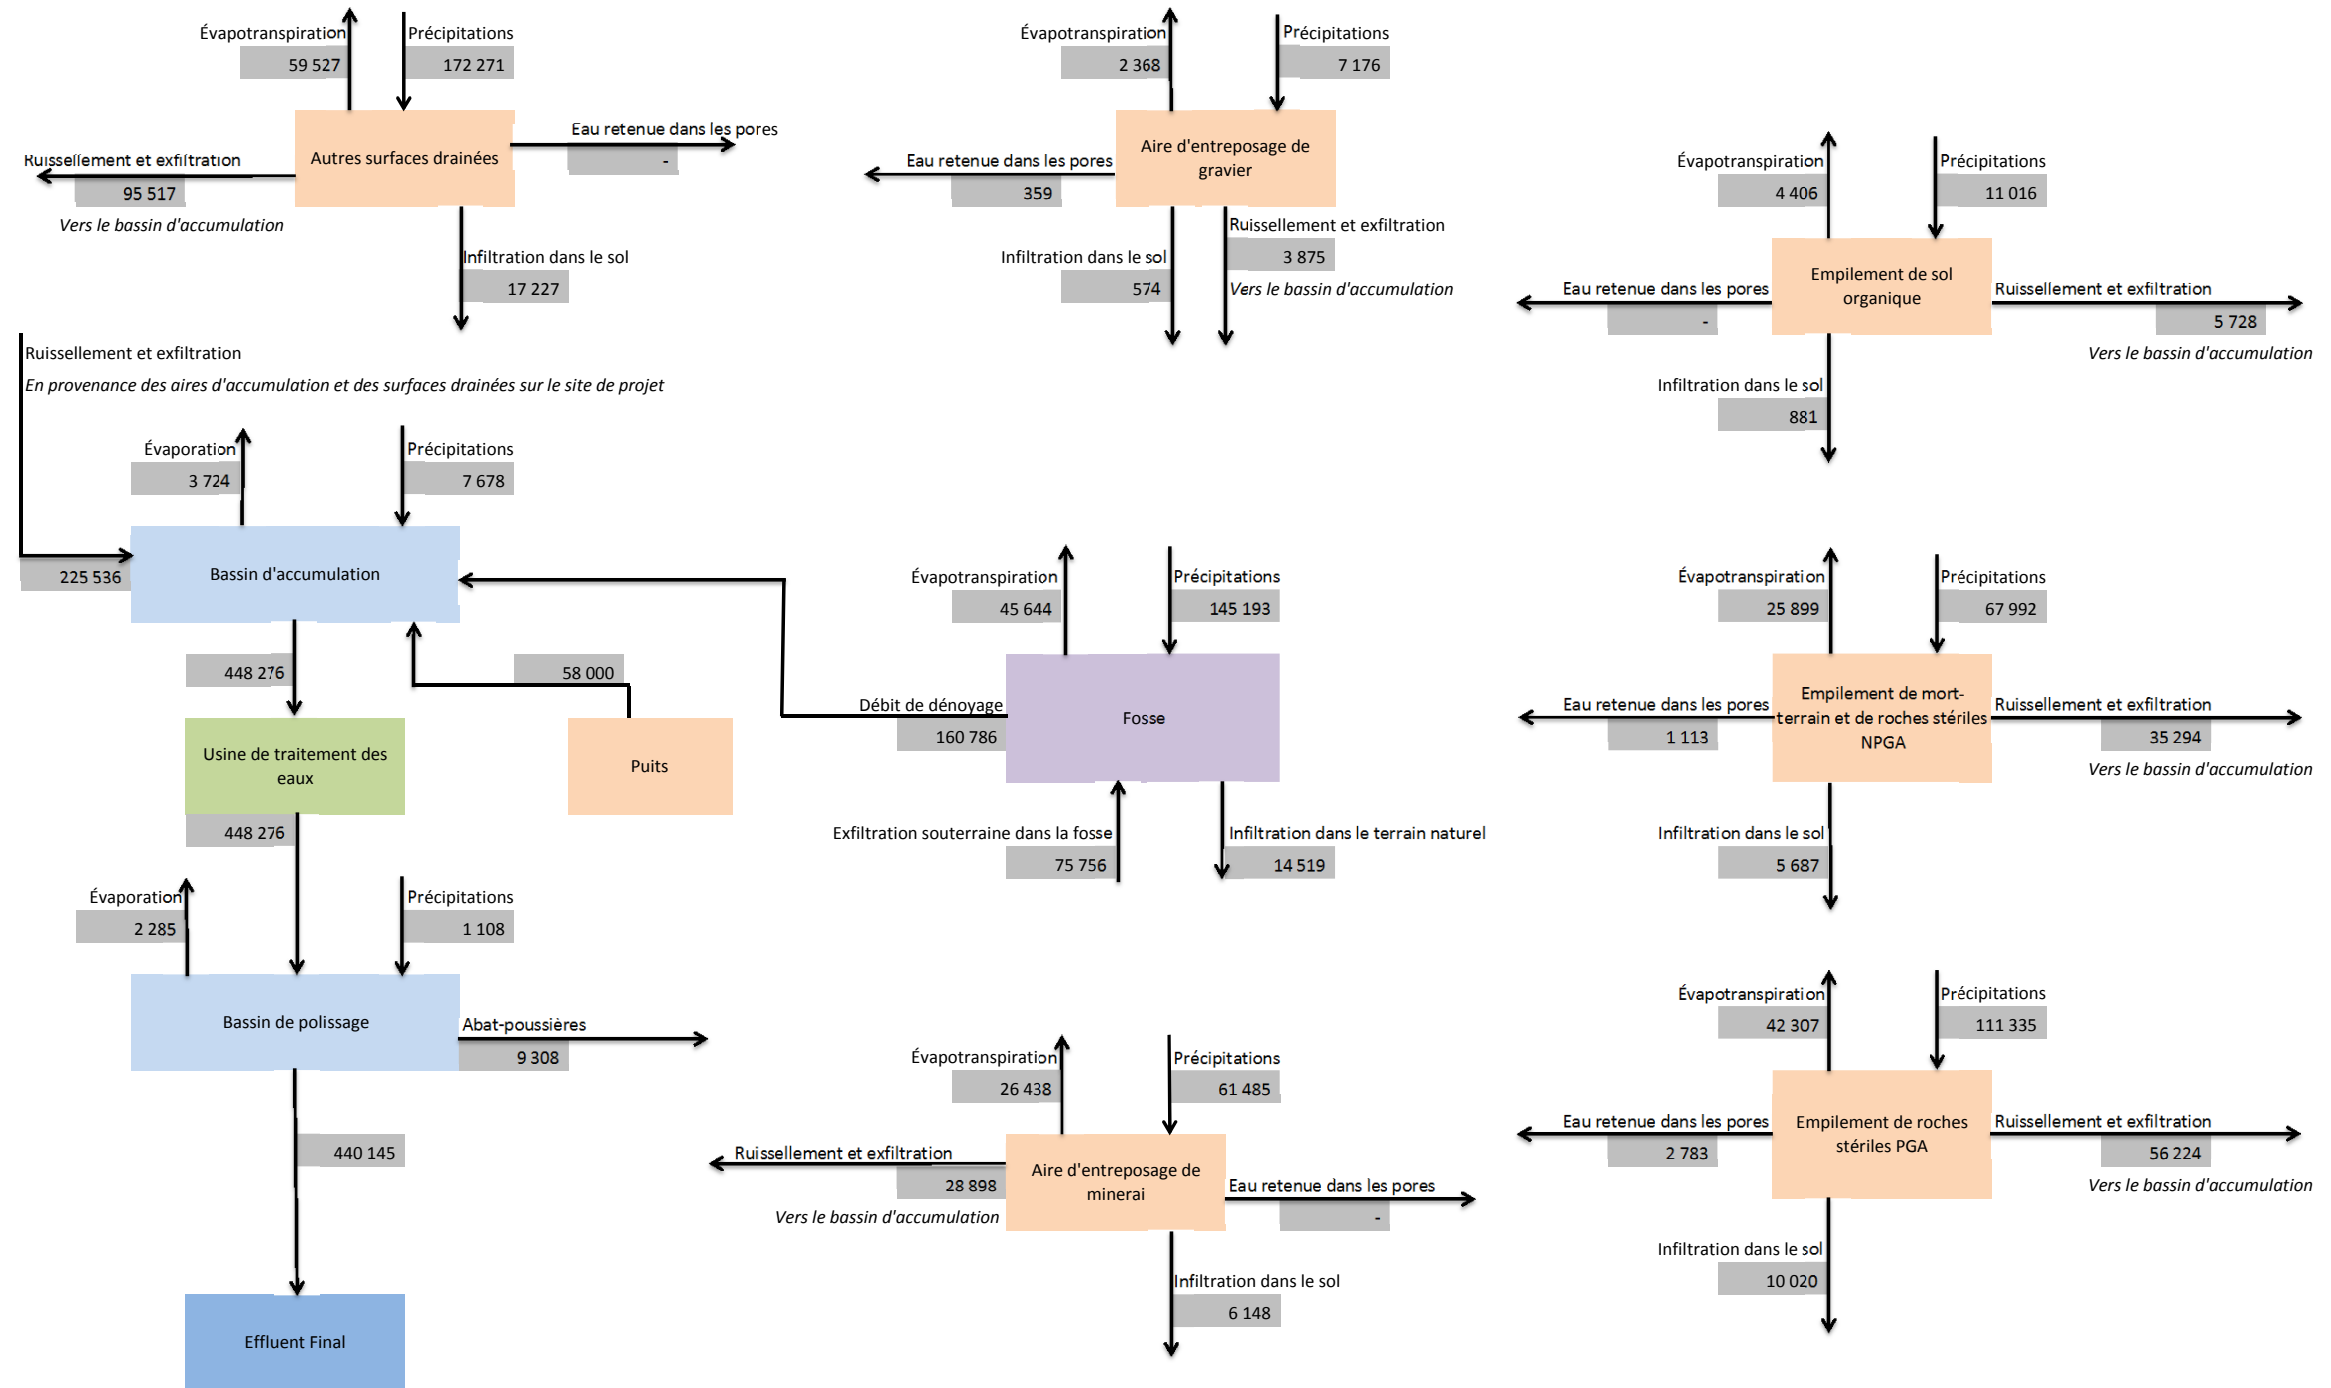 Évapotranspiration
59 527
Précipitations
172 271
Autres surfaces drainées
Eau retenue dans les pores
-
Ruissellement et exfiltration
95 517
Vers le bassin d'accumulation
Infiltration dans le sol
17 227
Évapotranspiration
2 368
Précipitations
7 176
Aire d'entreposage de
gravier
Eau retenue dans les pores
359
Ruissellement et exfiltration
3 875
Vers le bassin d'accumulation
Infiltration dans le sol
574
Évapotranspiration
4 406
Précipitations
11 016
Empilement de sol
organique
Eau retenue dans les pores
-
Ruissellement et exfiltration
5 728
Vers le bassin d'accumulation
Infiltration dans le sol
881
Ruissellement et exfiltration
En provenance des aires d'accumulation et des surfaces drainées sur le site de projet
Évaporation
3 724
Précipitations
7 678
225 536
Bassin d'accumulation
448 276
58 000
Usine de traitement des
eaux
Puits
448 276
Évaporation
2 285
Précipitations
1 108
Bassin de polissage
Abat-poussières
9 308
440 145
Effluent Final
Évapotranspiration
45 644
Précipitations
145 193
Débit de dénoyage
160 786
Fosse
Exfiltration souterraine dans la fosse
75 756
Infiltration dans le terrain naturel
14 519
Évapotranspiration
26 438
Précipitations
61 485
Ruissellement et exfiltration
28 898
Vers le bassin d'accumulation
Aire d'entreposage de
minerai
Eau retenue dans les pores
-
Infiltration dans le sol
6 148
Évapotranspiration
25 899
Précipitations
67 992
Eau retenue dans les pores
1 113
Empilement de mort-
terrain et de roches stériles
NPGA
Ruissellement et exfiltration
35 294
Vers le bassin d'accumulation
Infiltration dans le sol
5 687
Évapotranspiration
42 307
Précipitations
111 335
Eau retenue dans les pores
2 783
Empilement de roches
stériles PGA
Ruissellement et exfiltration
56 224
Vers le bassin d'accumulation
Infiltration dans le sol
10 020